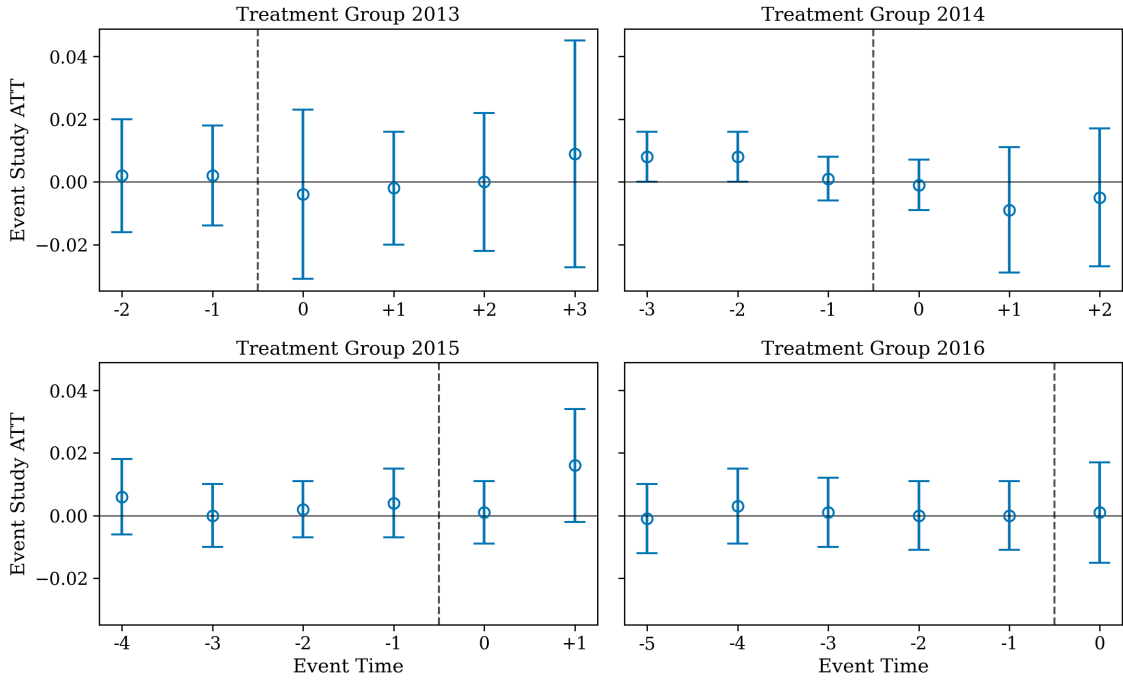 Treatment Group 2013
Event Study ATT
0.04
0.02
0.00
−0.02
-2 -1 0 +1 +2 +3
Treatment Group 2014
-3 -2 -1 0 +1 +2
Treatment Group 2015
Event Study ATT
0.04
0.02
0.00
−0.02
-4 -3 -2 -1 0 +1
Event Time
Treatment Group 2016
-5 -4 -3 -2 -1 0
Event Time